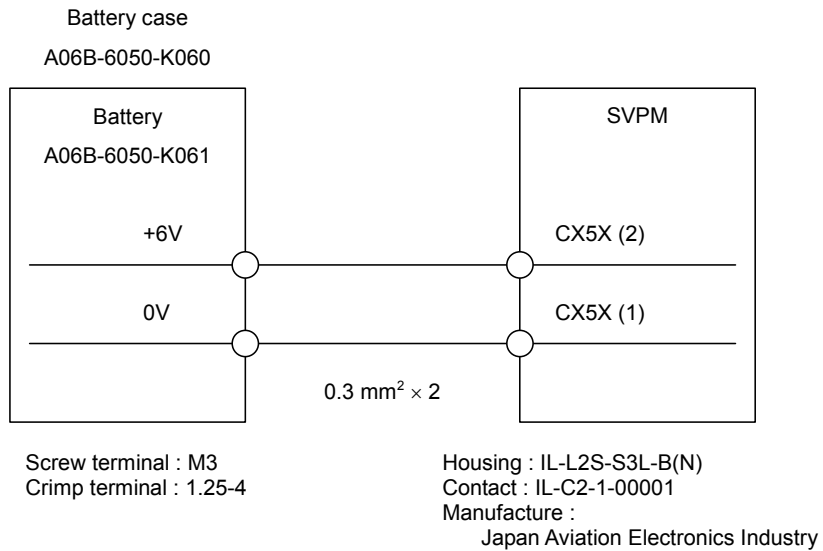 Battery case
A06B-6050-K060
Battery
A06B-6050-K061
SVPM
+6V
CX5X (2)
0V
CX5X (1)
0.3 mm² × 2
Screw terminal : M3
Crimp terminal : 1.25-4
Housing : IL-L2S-S3L-B(N)
Contact : IL-C2-1-00001
Manufacture :
Japan Aviation Electronics Industry